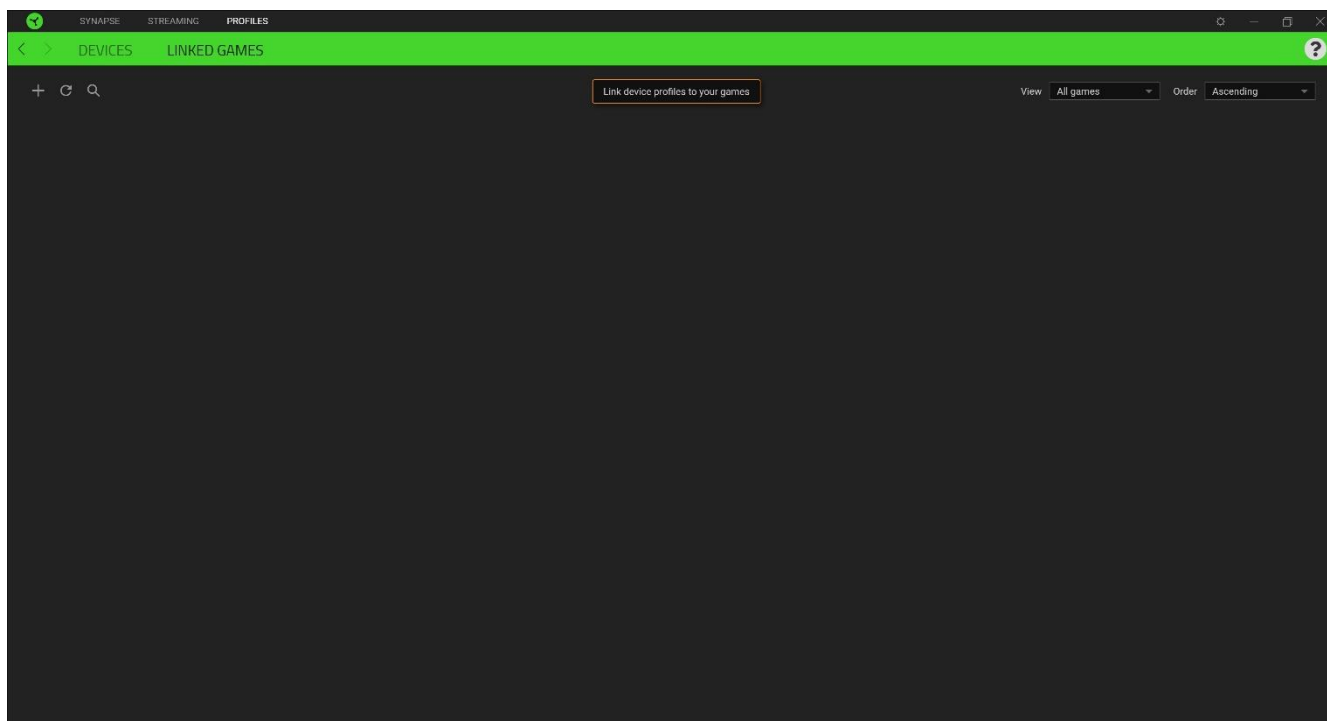 SYNAPSE STREAMING PROFILES
DEVICES LINKED GAMES ?
Link device profiles to your games View All games Order Ascending